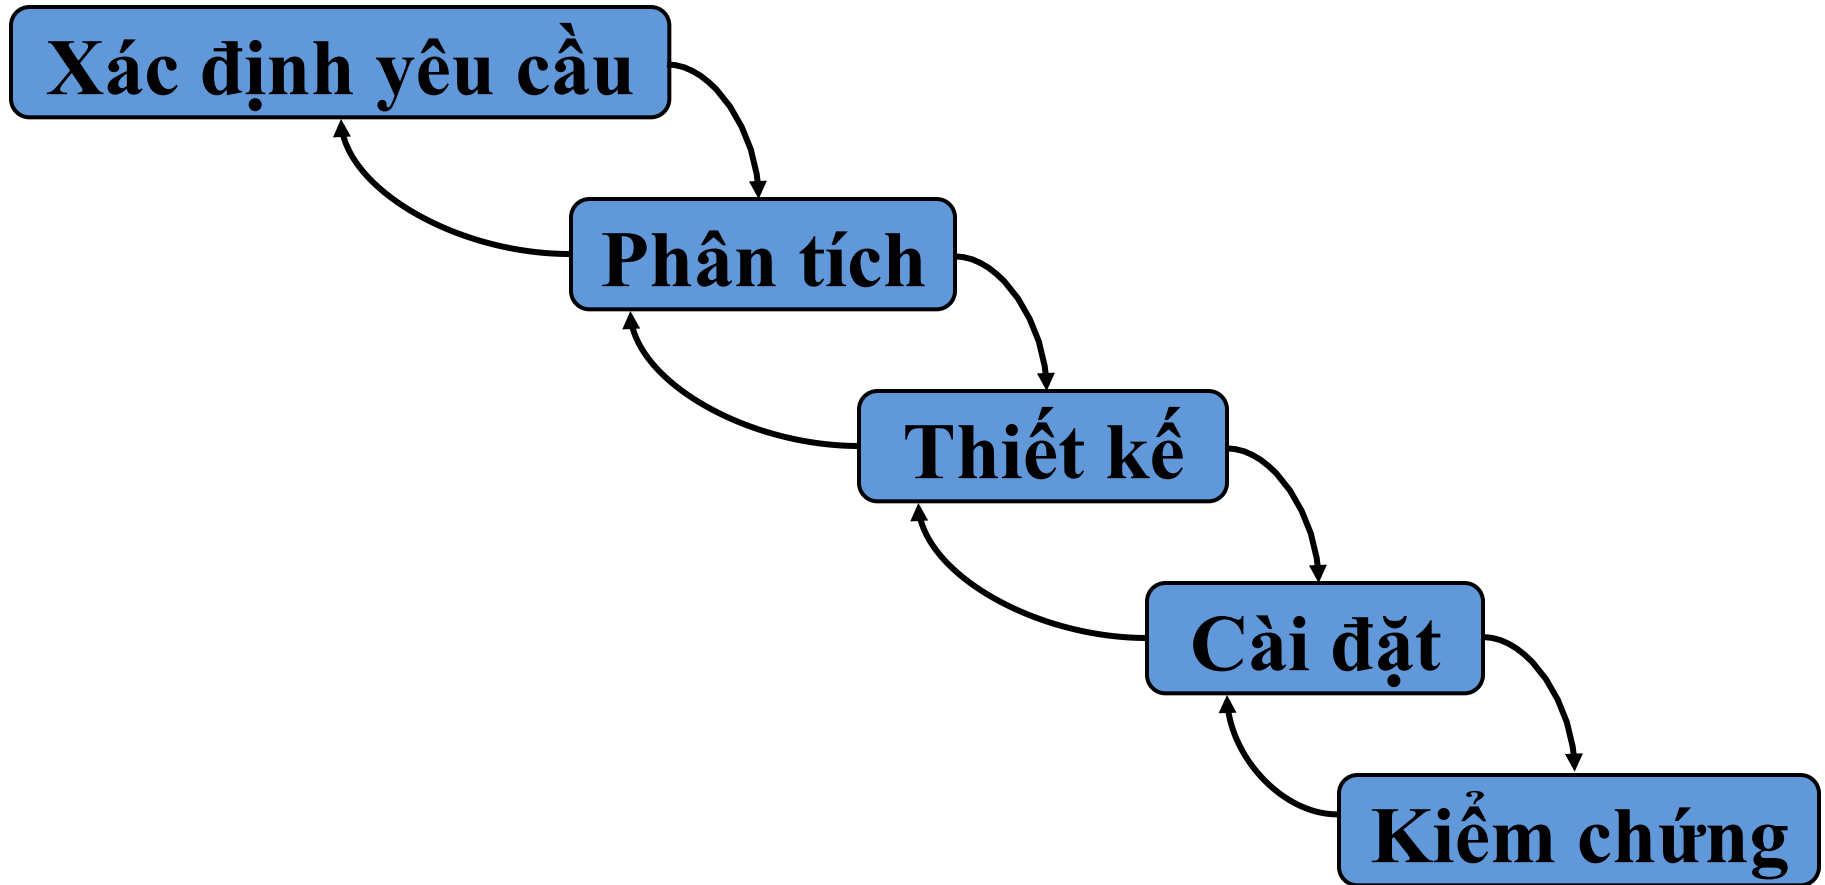 Xác định yêu cầu
Phân tích
Thiết kế
Cài đặt
Kiểm chứng